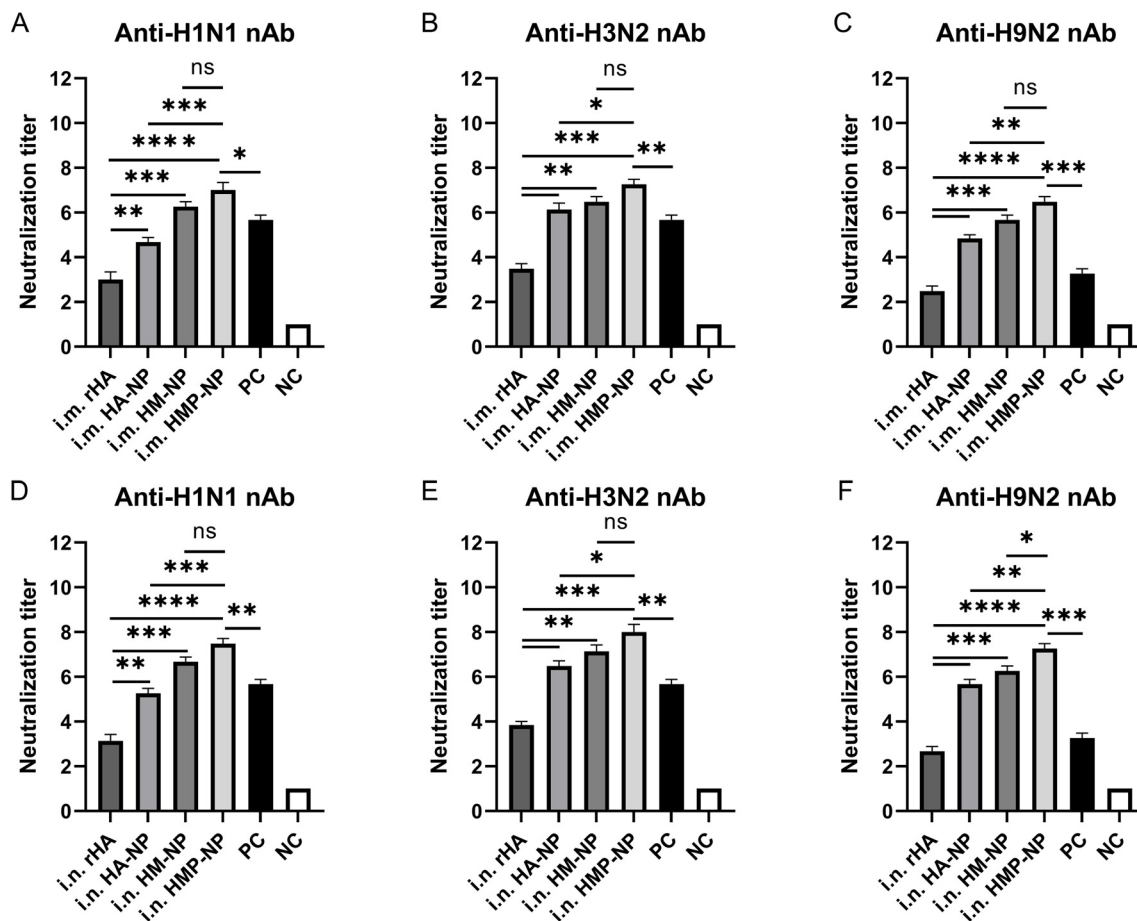 A
Anti-H1N1 nAb
Neutralization titer
12
10
8
6
4
2
0
ns
***
****
*
***
**
i.m. rHA
i.m. HA-NP
i.m. HM-NP
i.m. HMP-NP
PC
NC
B
Anti-H3N2 nAb
Neutralization titer
12
10
8
6
4
2
0
ns
*
***
**
**
i.m. rHA
i.m. HA-NP
i.m. HM-NP
i.m. HMP-NP
PC
NC
C
Anti-H9N2 nAb
Neutralization titer
12
10
8
6
4
2
0
ns
**
****
***
***
i.m. rHA
i.m. HA-NP
i.m. HM-NP
i.m. HMP-NP
PC
NC
D
Anti-H1N1 nAb
Neutralization titer
12
10
8
6
4
2
0
ns
***
****
**
***
**
i.n. rHA
i.n. HA-NP
i.n. HM-NP
i.n. HMP-NP
PC
NC
E
Anti-H3N2 nAb
Neutralization titer
12
10
8
6
4
2
0
ns
*
***
**
**
i.n. rHA
i.n. HA-NP
i.n. HM-NP
i.n. HMP-NP
PC
NC
F
Anti-H9N2 nAb
Neutralization titer
12
10
8
6
4
2
0
*
**
****
***
***
i.n. rHA
i.n. HA-NP
i.n. HM-NP
i.n. HMP-NP
PC
NC